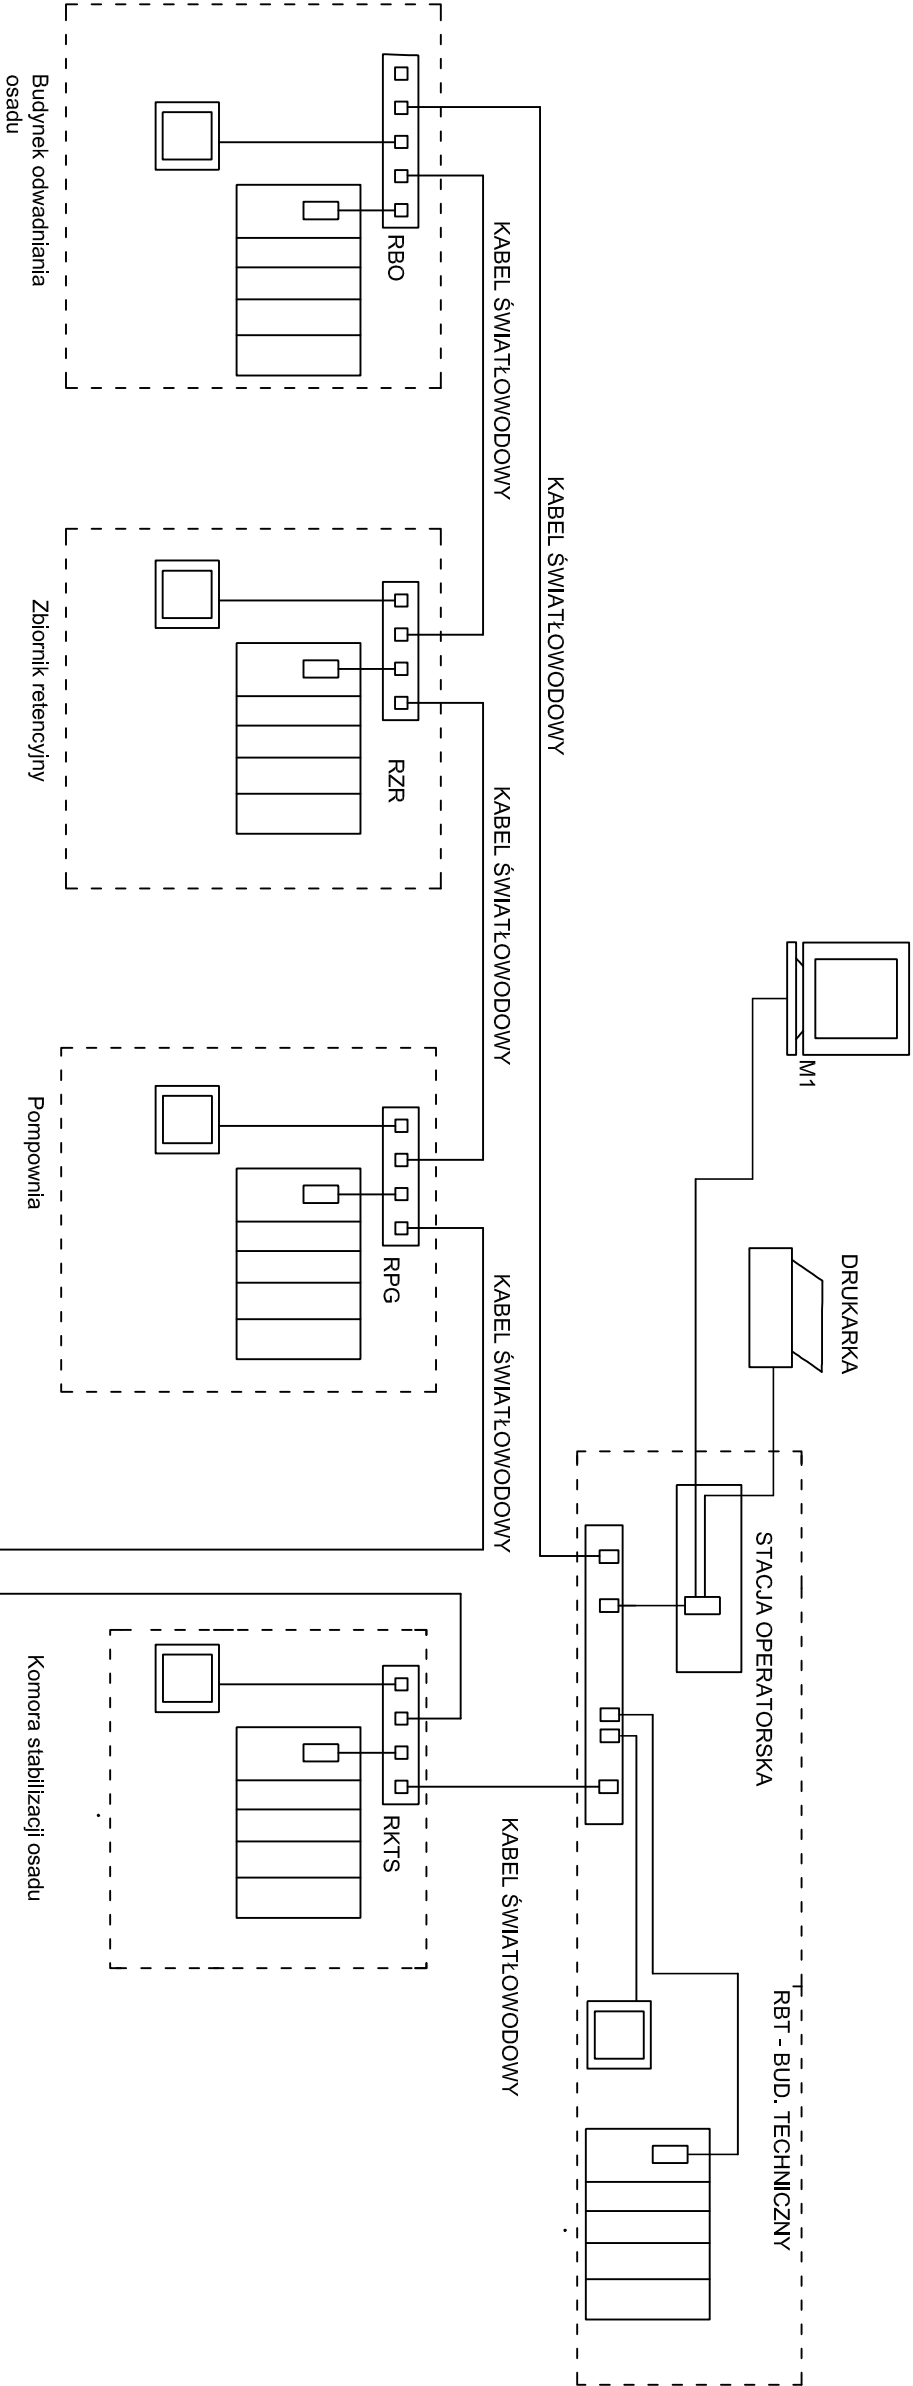 M1
DRUKARKA
STACJA OPERATORSKA
RBT - BUD. TECHNICZNY
KABEL ŚWIATŁOWODOWY
KABEL ŚWIATŁOWODOWY
KABEL ŚWIATŁOWODOWY
KABEL ŚWIATŁOWODOWY
KABEL ŚWIATŁOWODOWY
RBO
RZR
RPG
RKTS
Budynek odwadniania
osadu
Zbiornik retencyjny
Pompownia
Komora stabilizacji osadu